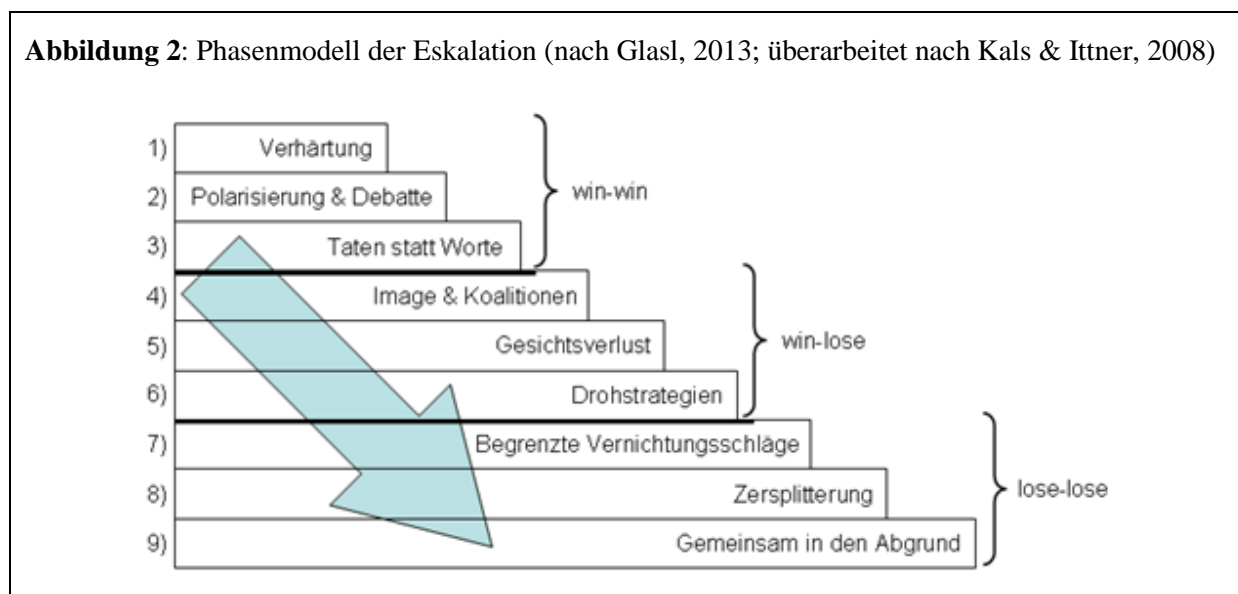 Abbildung 2: Phasenmodell der Eskalation (nach Glasl, 2013; überarbeitet nach Kals & Ittner, 2008)
1) Verhärtung
2) Polarisierung & Debatte
win-win
3) Taten statt Worte
4) Image & Koalitionen
5) Gesichtsverlust
win-lose
6) Drohstrategien
7) Begrenzte Vernichtungsschläge
8) Zersplitterung
lose-lose
9) Gemeinsam in den Abgrund